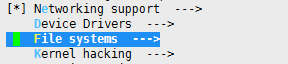 [*] Networking support  --->
Device Drivers  --->
File systems  --->
Kernel hacking  --->